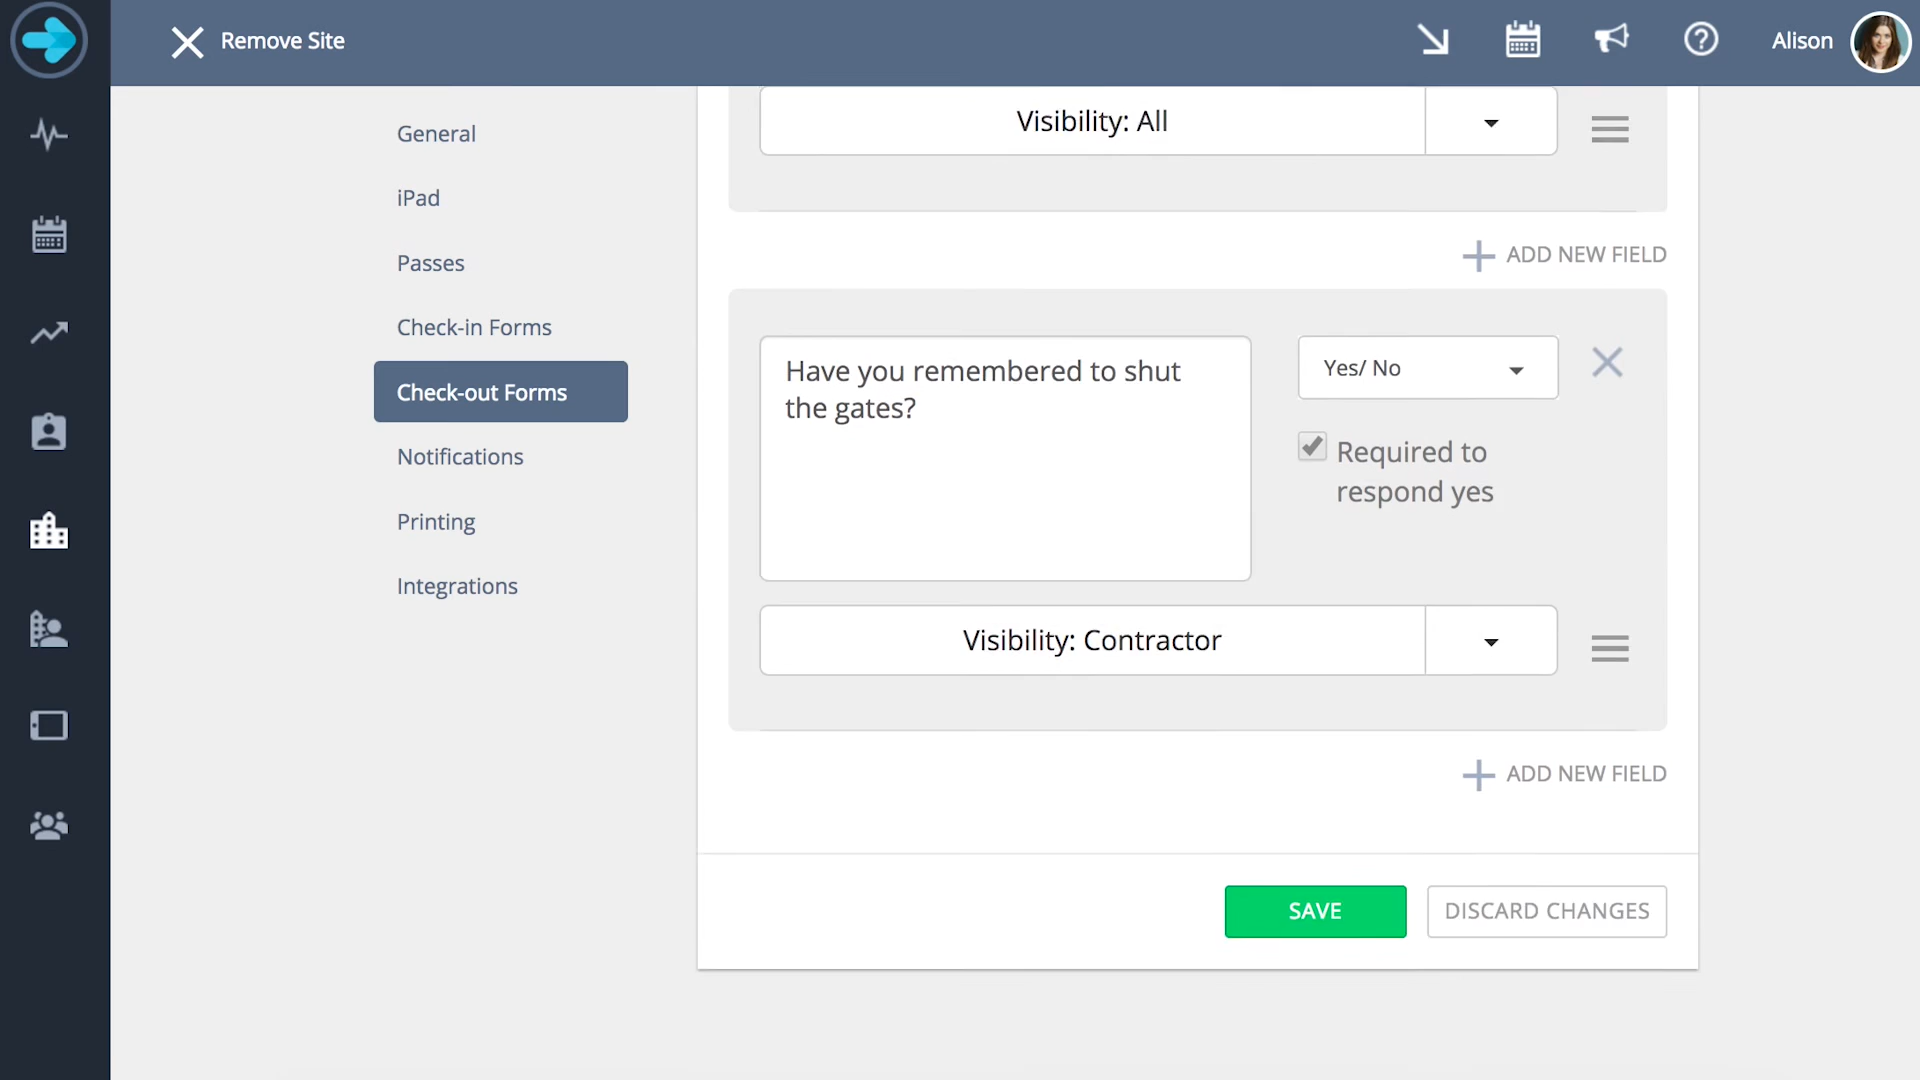 Remove Site
Alison
General
iPad
Passes
Check-in Forms
Check-out Forms
Notifications
Printing
Integrations
Visibility: All
ADD NEW FIELD
Have you remembered to shut
the gates?
Yes/ No
Required to
respond yes
Visibility: Contractor
ADD NEW FIELD
SAVE
DISCARD CHANGES